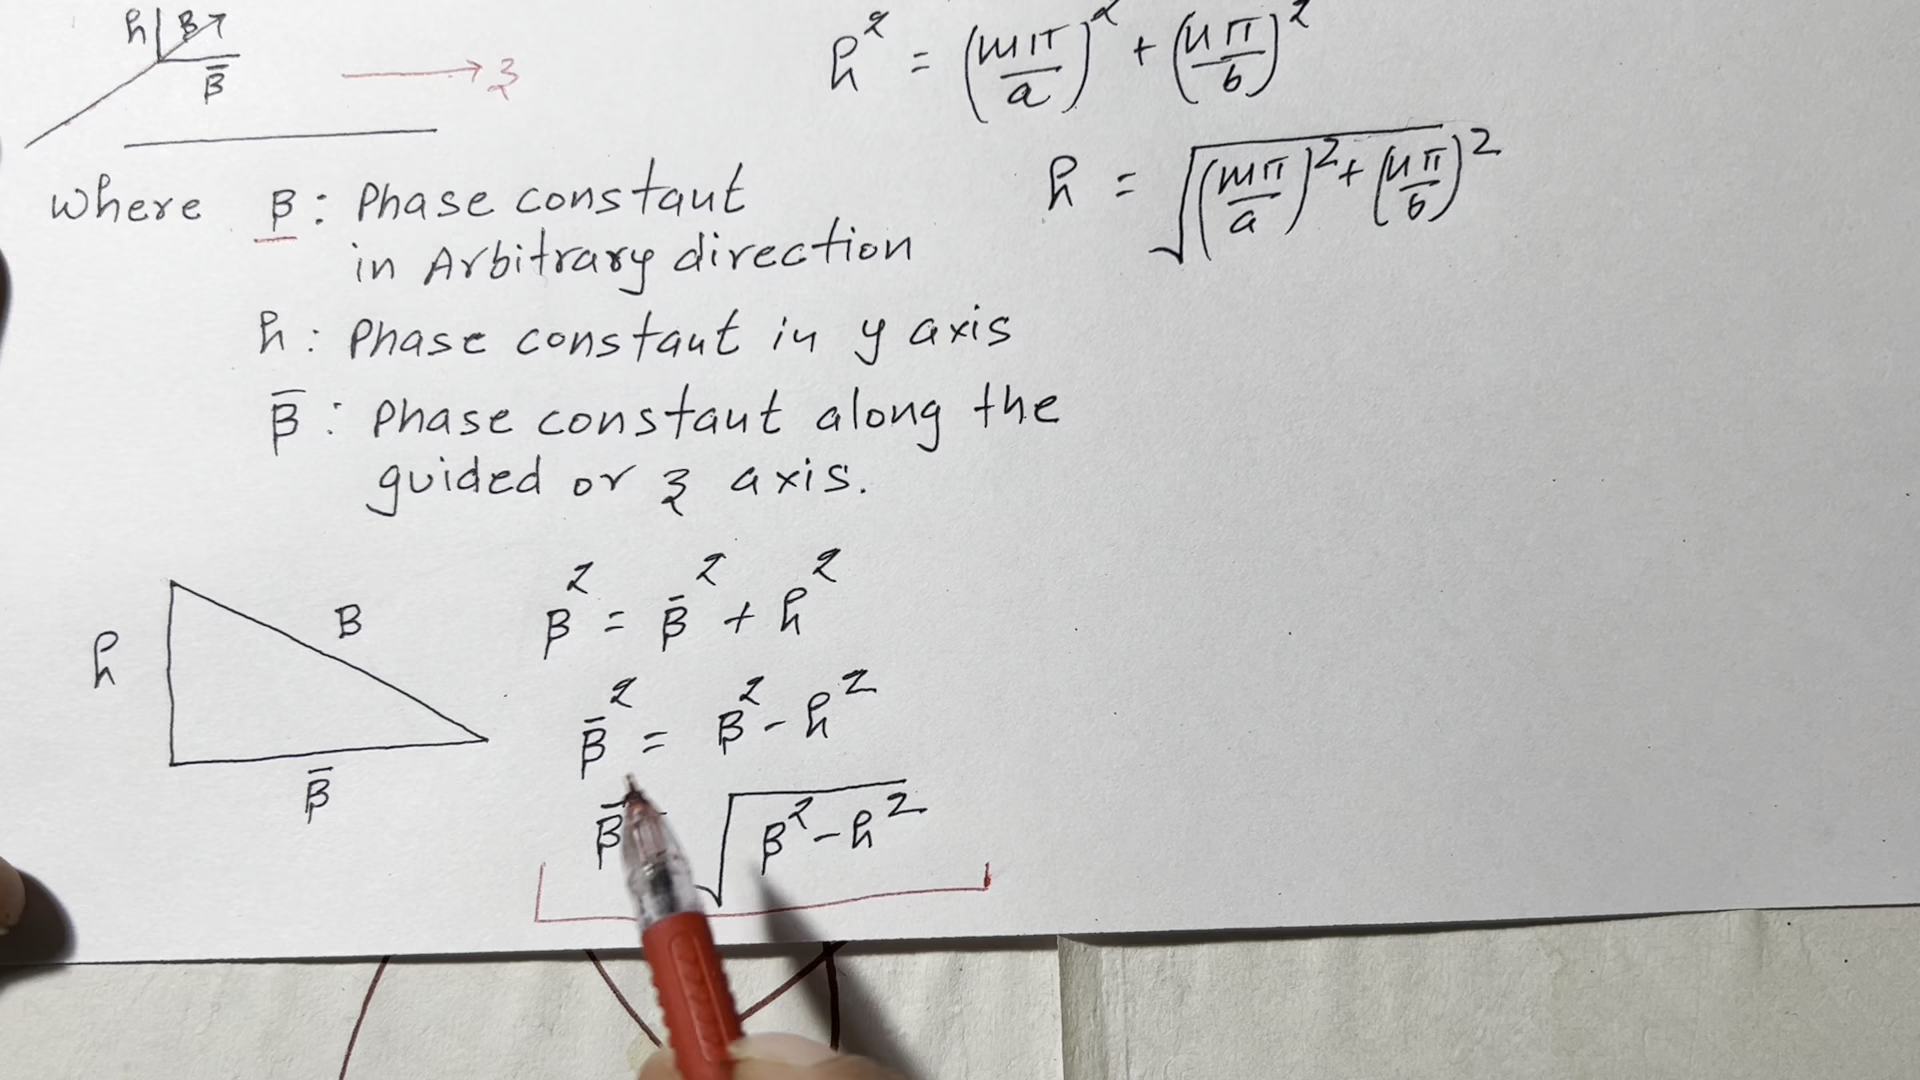 h β
β̄
→ z
where β : Phase constant
in Arbitrary direction
h : Phase constant in y axis
β̄ : Phase constant along the
guided or z axis.
h
β
β̄
β² = β̄² + h²
β̄² = β² - h²
β̄ = √(β² - h²)
h² = (mπ/a)² + (nπ/b)²
h = √((mπ/a)² + (nπ/b)²)